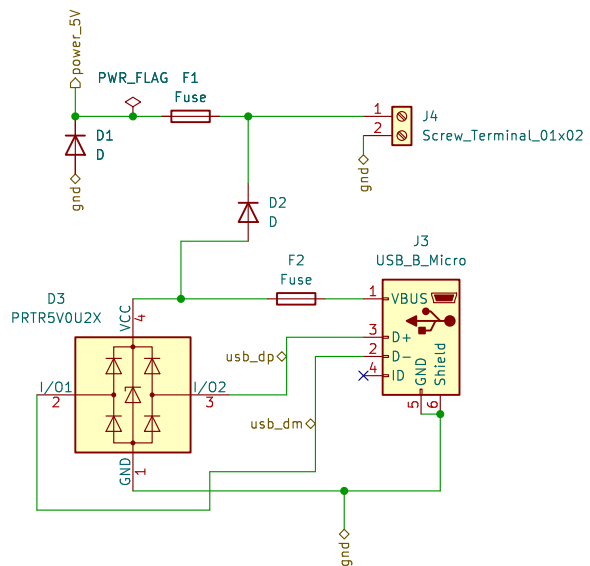 power_5V
PWR_FLAG
F1
Fuse
1
2
J4
Screw_Terminal_01x02
D1
D
gnd
gnd
D2
D
F2
Fuse
J3
USB_B_Micro
D3
PRTR5V0U2X
VCC
4
1
VBUS
3
D+
2
D-
4
ID
GND
Shield
5
6
usb_dp
I/O1
2
I/O2
3
usb_dm
GND
1
gnd